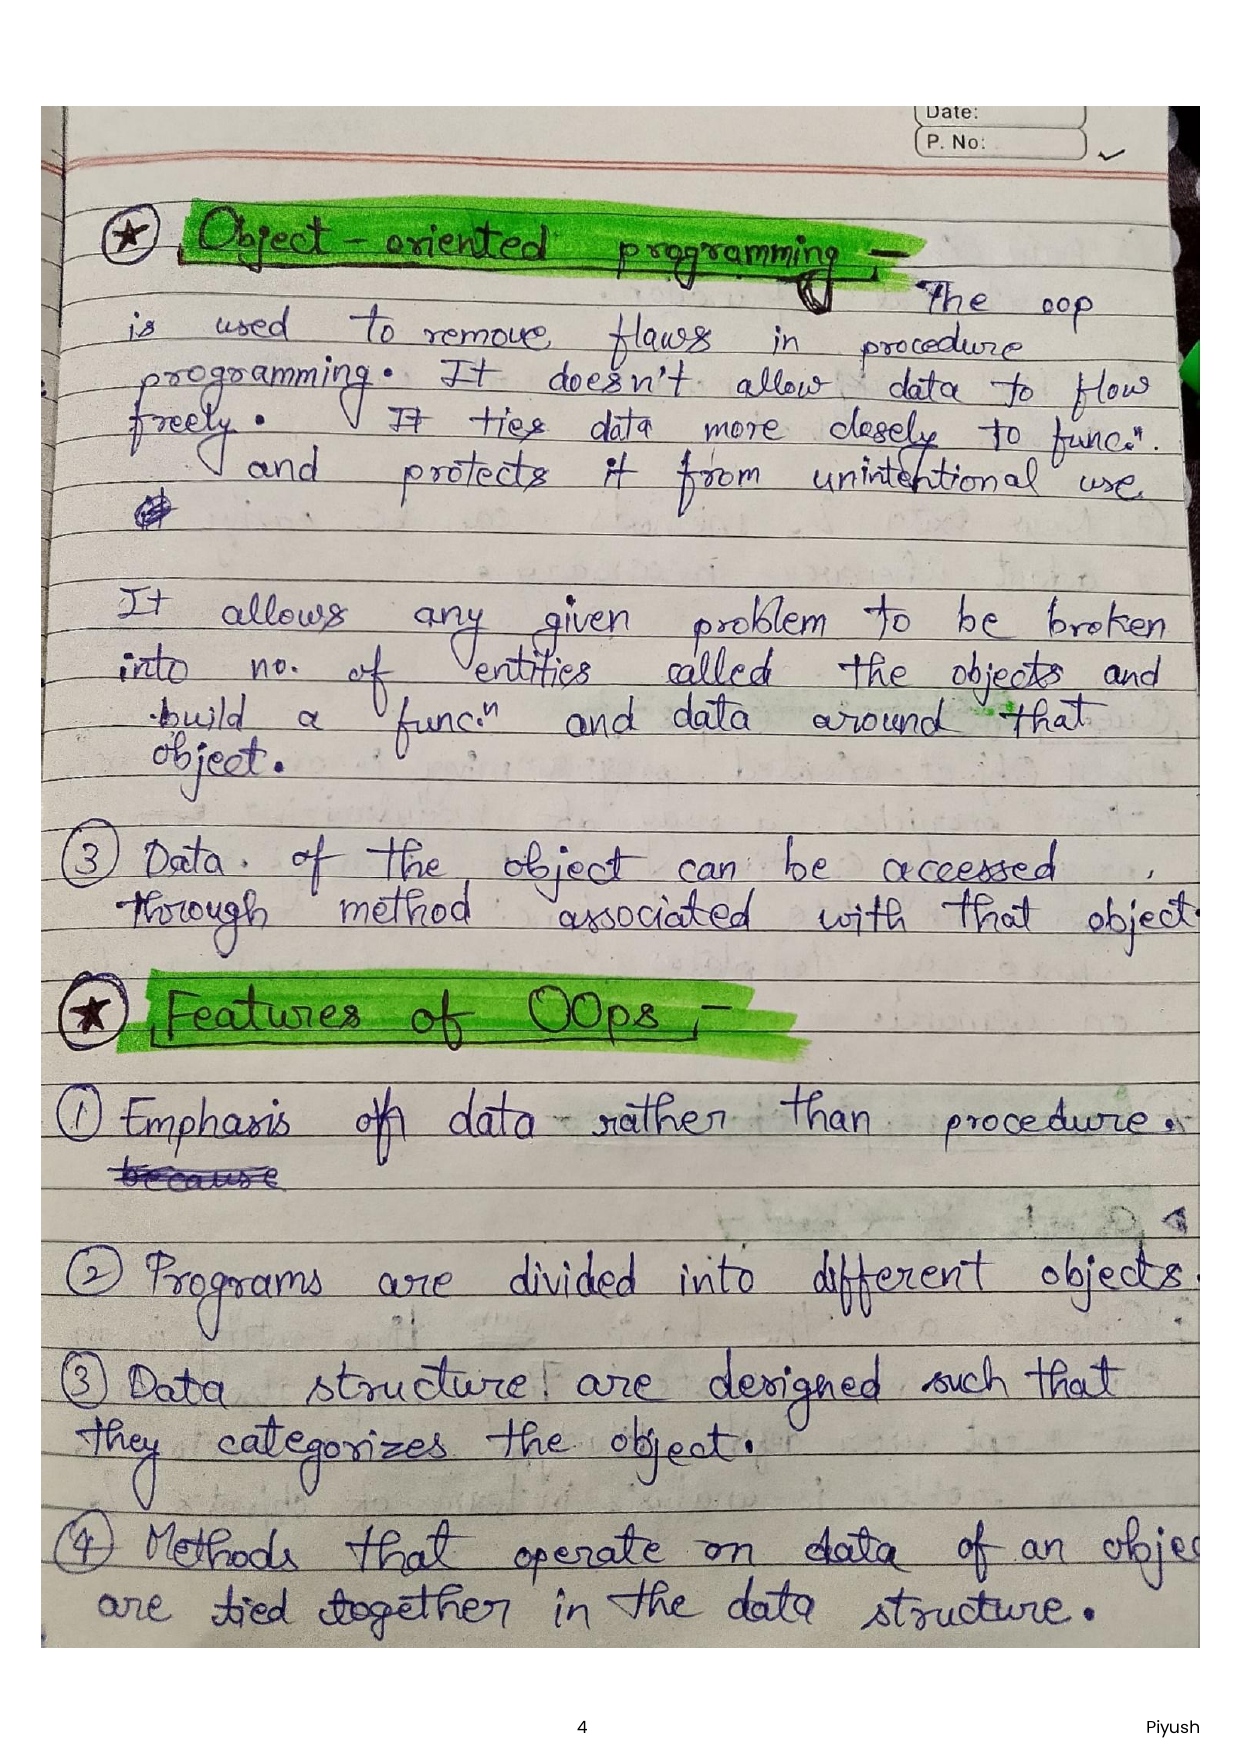 Date:
P. No:
Object-oriented programming -
The oop
is used to remove flaws in procedure
programming. It doesn't allow data to flow
freely. It ties data more closely to func.n.
and protects it from unintentional use
It allows any given problem to be broken
into no. of entities called the objects and
build a func.n and data around that
object.
3 Data. of the object can be accessed
through method associated with that object.
Features of OOps -
1 Emphasis on data rather than procedure.
because
2 Programs are divided into different objects.
3 Data structure are designed such that
they categorizes the object.
4 Methods that operate on data of an objec
are tied together in the data structure.
4
Piyush